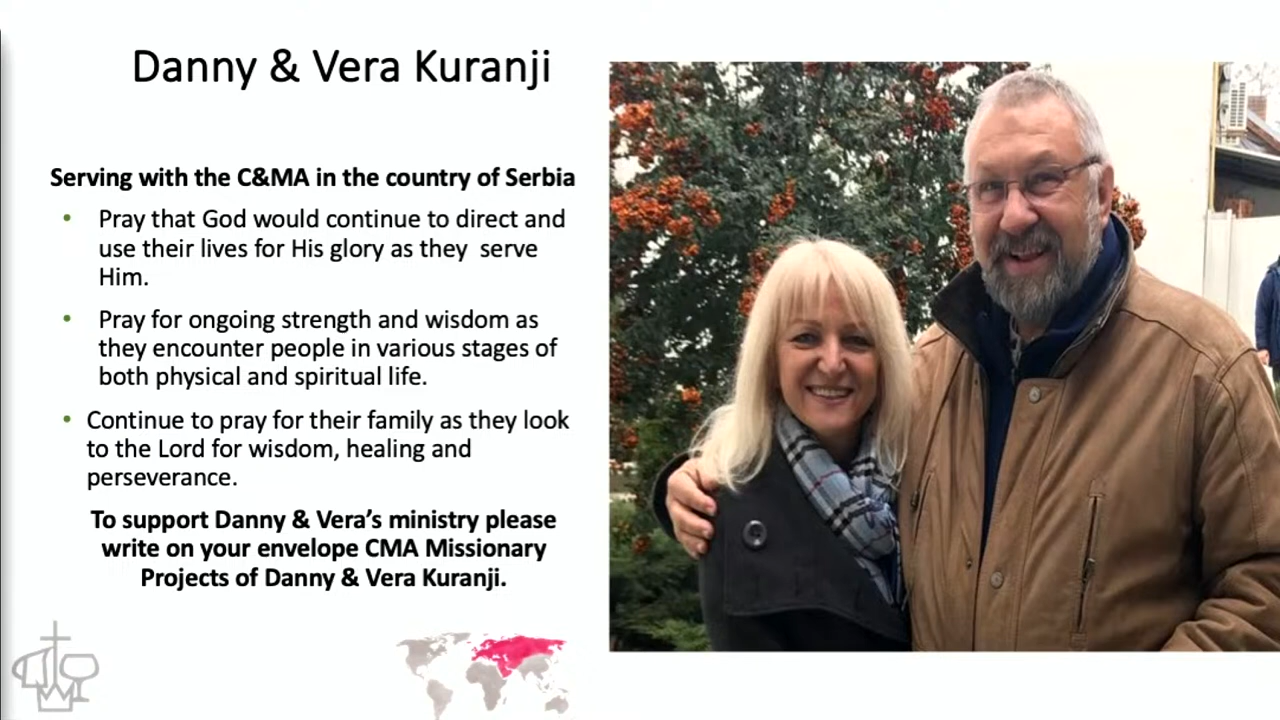 Danny & Vera Kuranji
Serving with the C&MA in the country of Serbia
• Pray that God would continue to direct and
use their lives for His glory as they  serve
Him.
• Pray for ongoing strength and wisdom as
they encounter people in various stages of
both physical and spiritual life.
• Continue to pray for their family as they look
to the Lord for wisdom, healing and
perseverance.
To support Danny & Vera’s ministry please
write on your envelope CMA Missionary
Projects of Danny & Vera Kuranji.